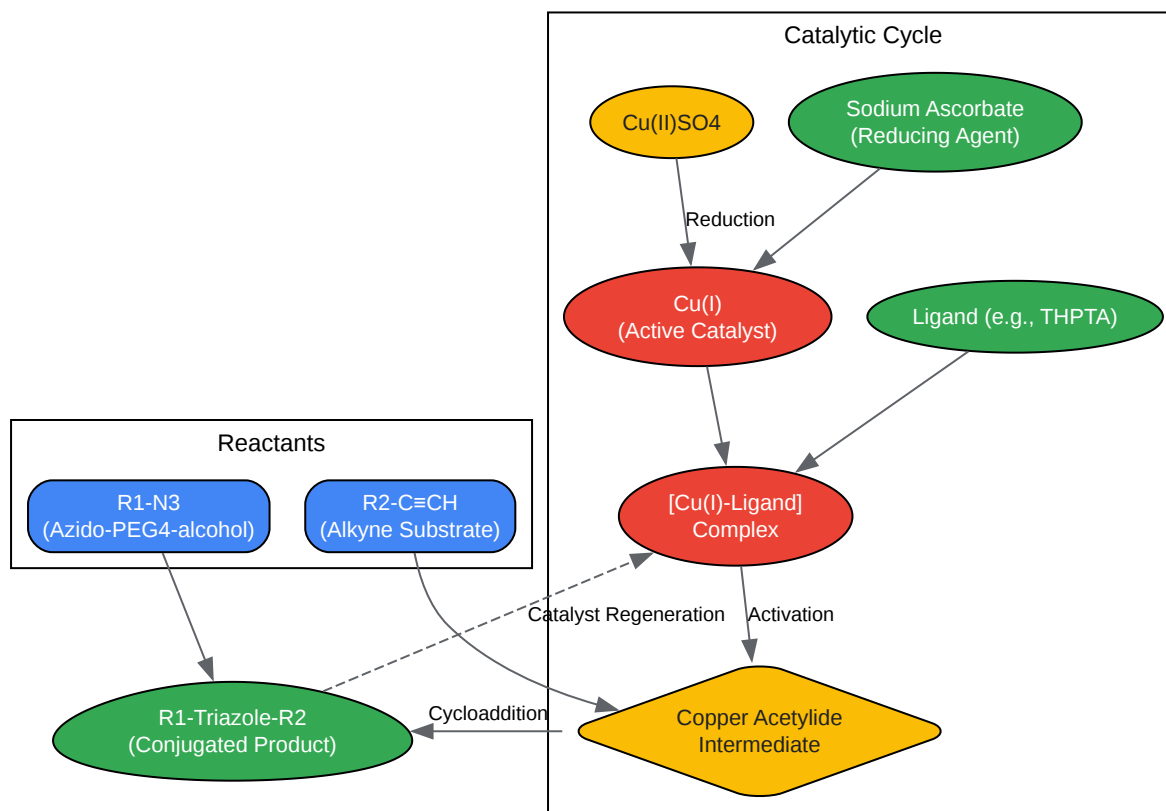 Catalytic Cycle
Cu(II)SO4
Sodium Ascorbate
(Reducing Agent)
Reduction
Cu(I)
(Active Catalyst)
Ligand (e.g., THPTA)
Reactants
R1-N3
(Azido-PEG4-alcohol)
R2-C≡CH
(Alkyne Substrate)
[Cu(I)-Ligand]
Complex
Catalyst Regeneration
Activation
R1-Triazole-R2
(Conjugated Product)
Cycloaddition
Copper Acetylide
Intermediate